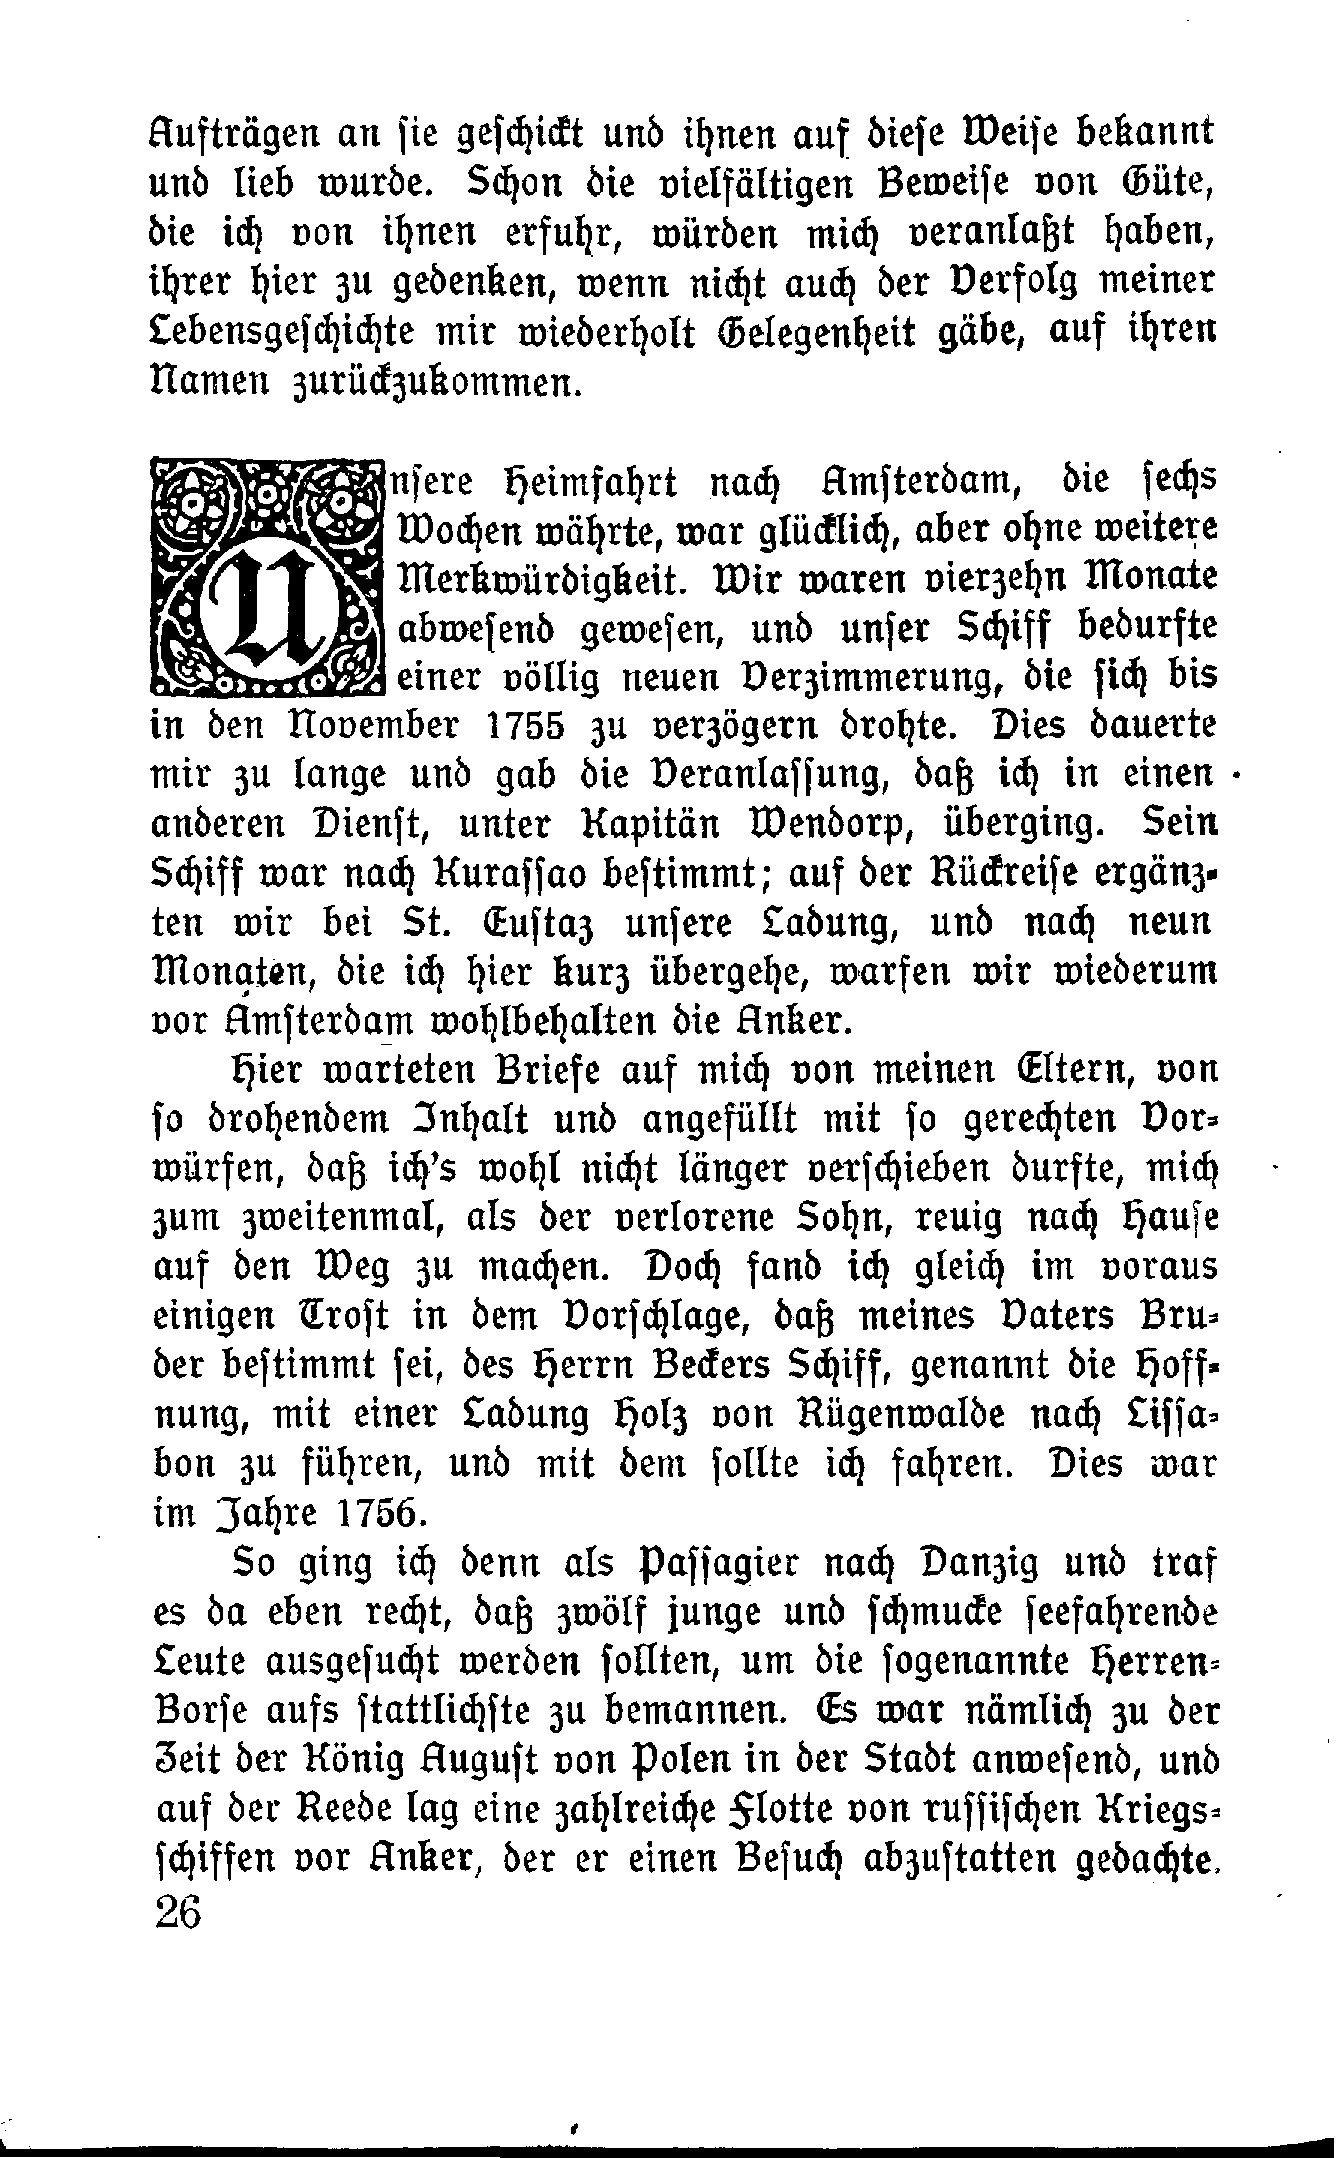 Aufträgen an sie geschickt und ihnen auf diese Weise bekannt
und lieb wurde. Schon die vielfältigen Beweise von Güte,
die ich von ihnen erfuhr, würden mich veranlaßt haben,
ihrer hier zu gedenken, wenn nicht auch der Verfolg meiner
Lebensgeschichte mir wiederholt Gelegenheit gäbe, auf ihren
Namen zurückzukommen.
Unsere Heimfahrt nach Amsterdam, die sechs
Wochen währte, war glücklich, aber ohne weitere
Merkwürdigkeit. Wir waren vierzehn Monate
abwesend gewesen, und unser Schiff bedurfte
einer völlig neuen Verzimmerung, die sich bis
in den November 1755 zu verzögern drohte. Dies dauerte
mir zu lange und gab die Veranlassung, daß ich in einen
anderen Dienst, unter Kapitän Wendorp, überging. Sein
Schiff war nach Kurassao bestimmt; auf der Rückreise ergänz-
ten wir bei St. Eustaz unsere Ladung, und nach neun
Monaten, die ich hier kurz übergehe, warfen wir wiederum
vor Amsterdam wohlbehalten die Anker.
Hier warteten Briefe auf mich von meinen Eltern, von
so drohendem Inhalt und angefüllt mit so gerechten Vor-
würfen, daß ich's wohl nicht länger verschieben durfte, mich
zum zweitenmal, als der verlorene Sohn, reuig nach Hause
auf den Weg zu machen. Doch fand ich gleich im voraus
einigen Trost in dem Vorschlage, daß meines Vaters Bru-
der bestimmt sei, des Herrn Beckers Schiff, genannt die Hoff-
nung, mit einer Ladung Holz von Rügenwalde nach Lissa-
bon zu führen, und mit dem sollte ich fahren. Dies war
im Jahre 1756.
So ging ich denn als Passagier nach Danzig und traf
es da eben recht, daß zwölf junge und schmucke seefahrende
Leute ausgesucht werden sollten, um die sogenannte Herren-
Borse aufs stattlichste zu bemannen. Es war nämlich zu der
Zeit der König August von Polen in der Stadt anwesend, und
auf der Reede lag eine zahlreiche Flotte von russischen Kriegs-
schiffen vor Anker, der er einen Besuch abzustatten gedachte.
26